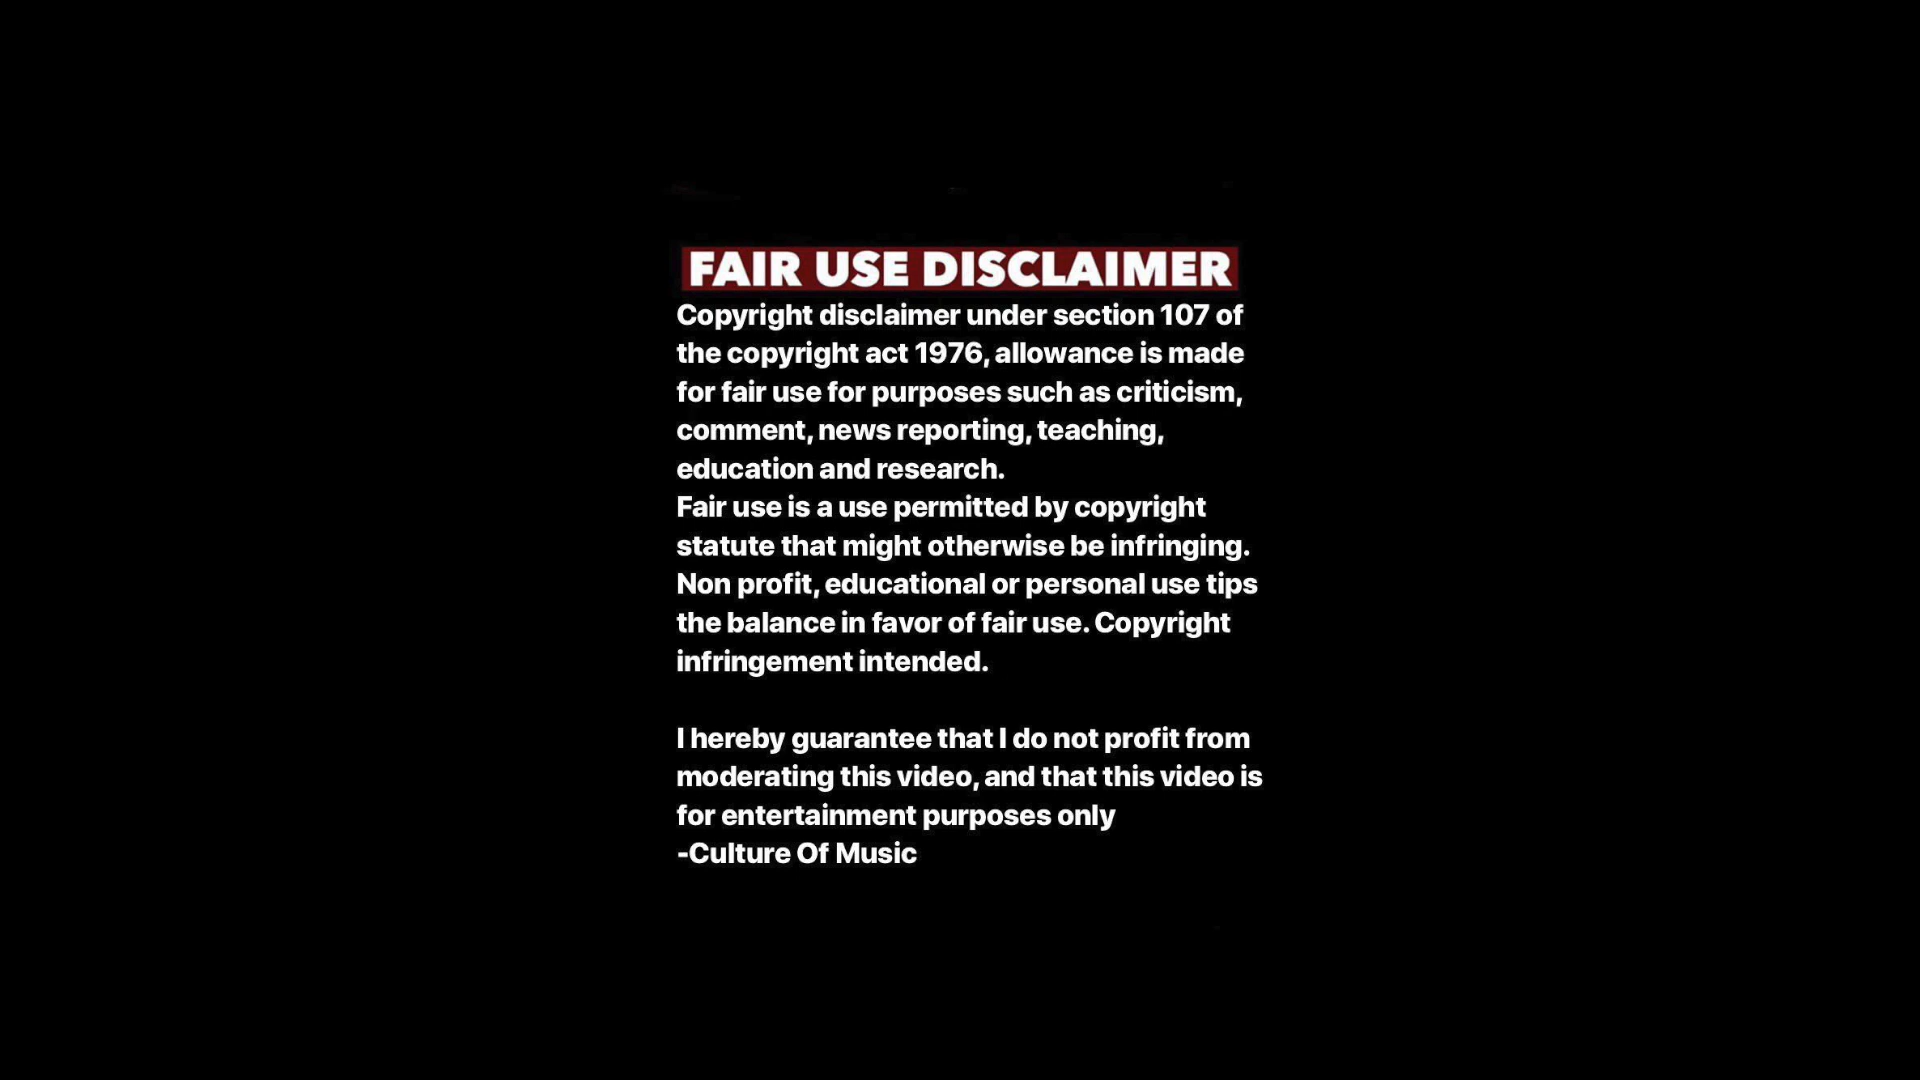 FAIR USE DISCLAIMER
Copyright disclaimer under section 107 of
the copyright act 1976, allowance is made
for fair use for purposes such as criticism,
comment, news reporting, teaching,
education and research.
Fair use is a use permitted by copyright
statute that might otherwise be infringing.
Non profit, educational or personal use tips
the balance in favor of fair use. Copyright
infringement intended.
I hereby guarantee that I do not profit from
moderating this video, and that this video is
for entertainment purposes only
-Culture Of Music